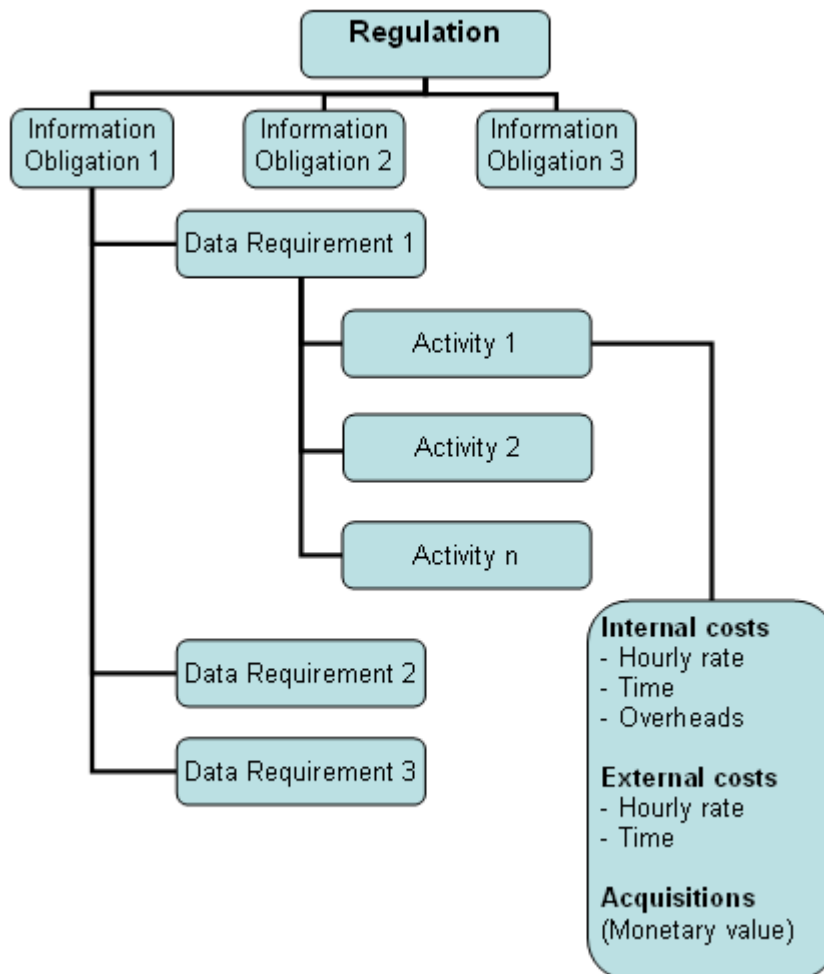 Regulation
Information
Obligation 1
Information
Obligation 2
Information
Obligation 3
Data Requirement 1
Activity 1
Activity 2
Activity n
Data Requirement 2
Data Requirement 3
Internal costs
- Hourly rate
- Time
- Overheads
External costs
- Hourly rate
- Time
Acquisitions
(Monetary value)